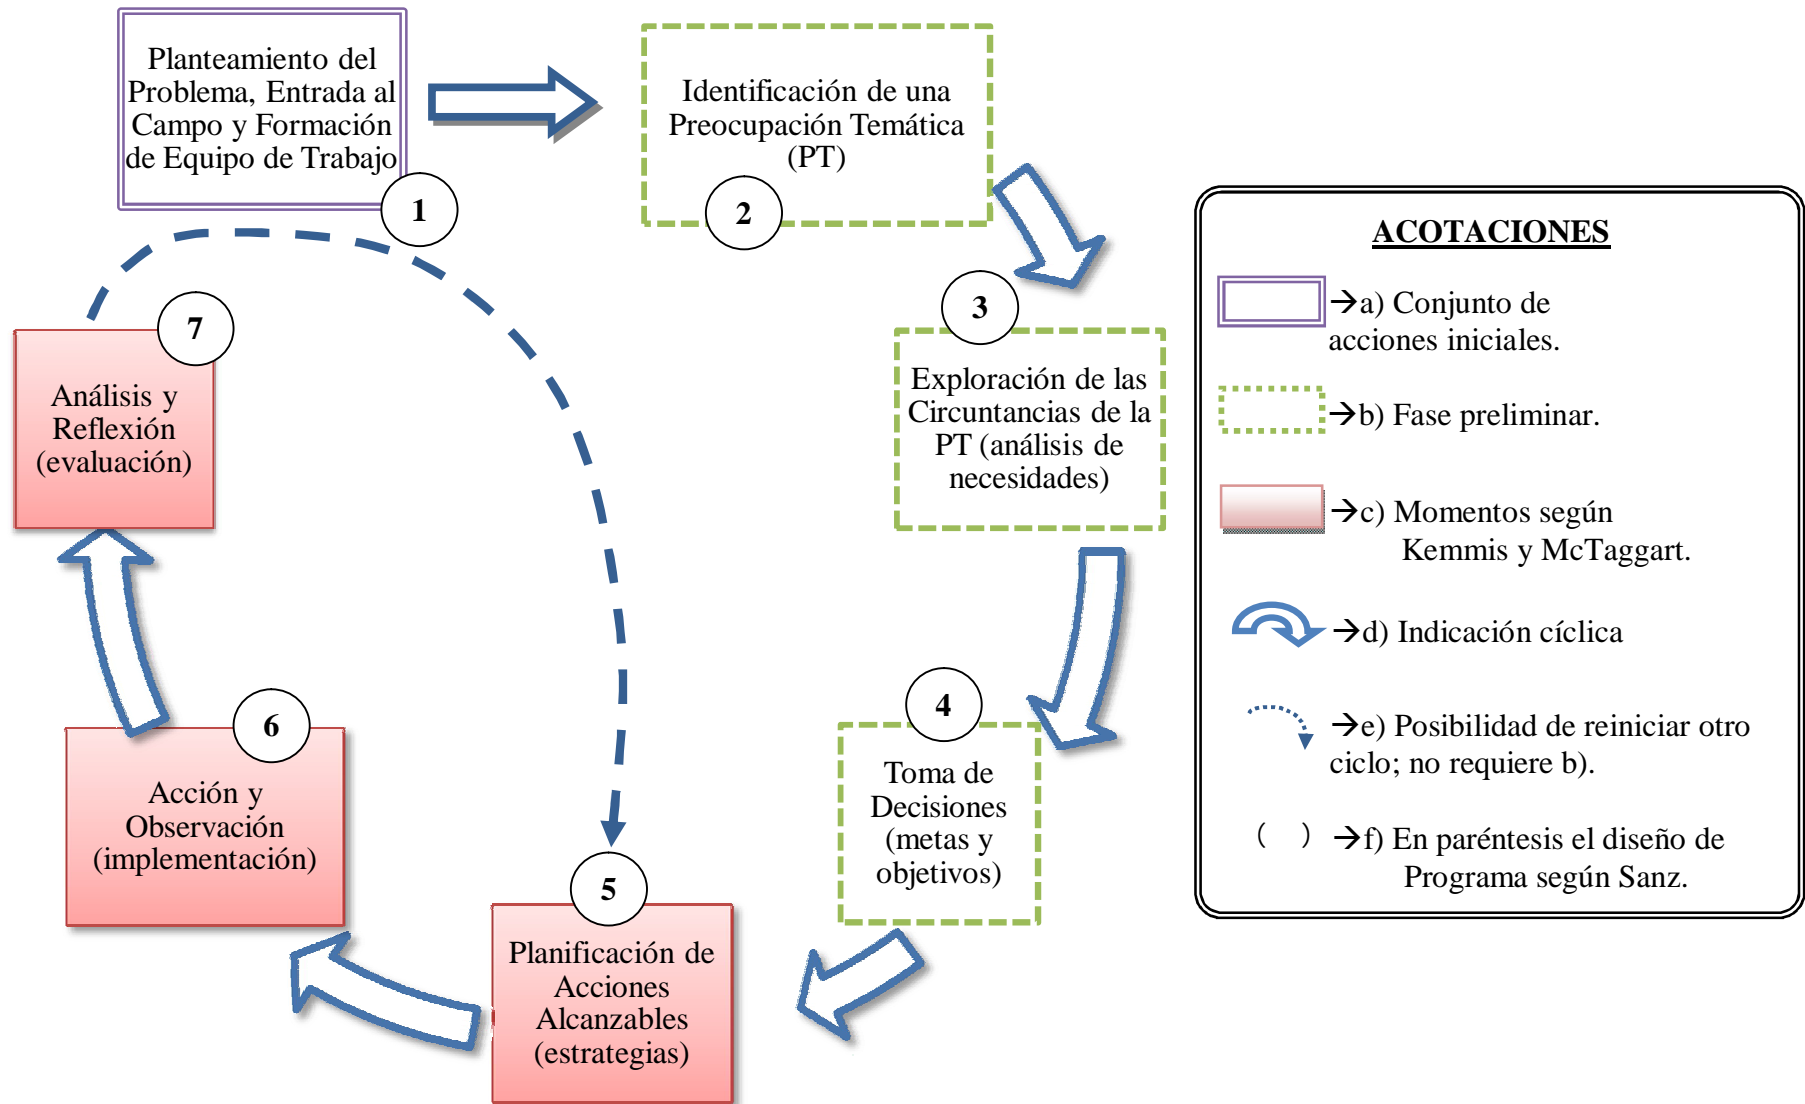 Planteamiento del
Problema, Entrada al
Campo y Formación
de Equipo de Trabajo
1
Identificación de una
Preocupación Temática
(PT)
2
3
Exploración de las
Circuntancias de la
PT (análisis de
necesidades)
4
Toma de
Decisiones
(metas y
objetivos)
5
Planificación de
Acciones
Alcanzables
(estrategias)
6
Acción y
Observación
(implementación)
7
Análisis y
Reflexión
(evaluación)
ACOTACIONES
→a) Conjunto de
acciones iniciales.
→b) Fase preliminar.
→c) Momentos según
Kemmis y McTaggart.
→d) Indicación cíclica
→e) Posibilidad de reiniciar otro
ciclo; no requiere b).
( ) →f) En paréntesis el diseño de
Programa según Sanz.